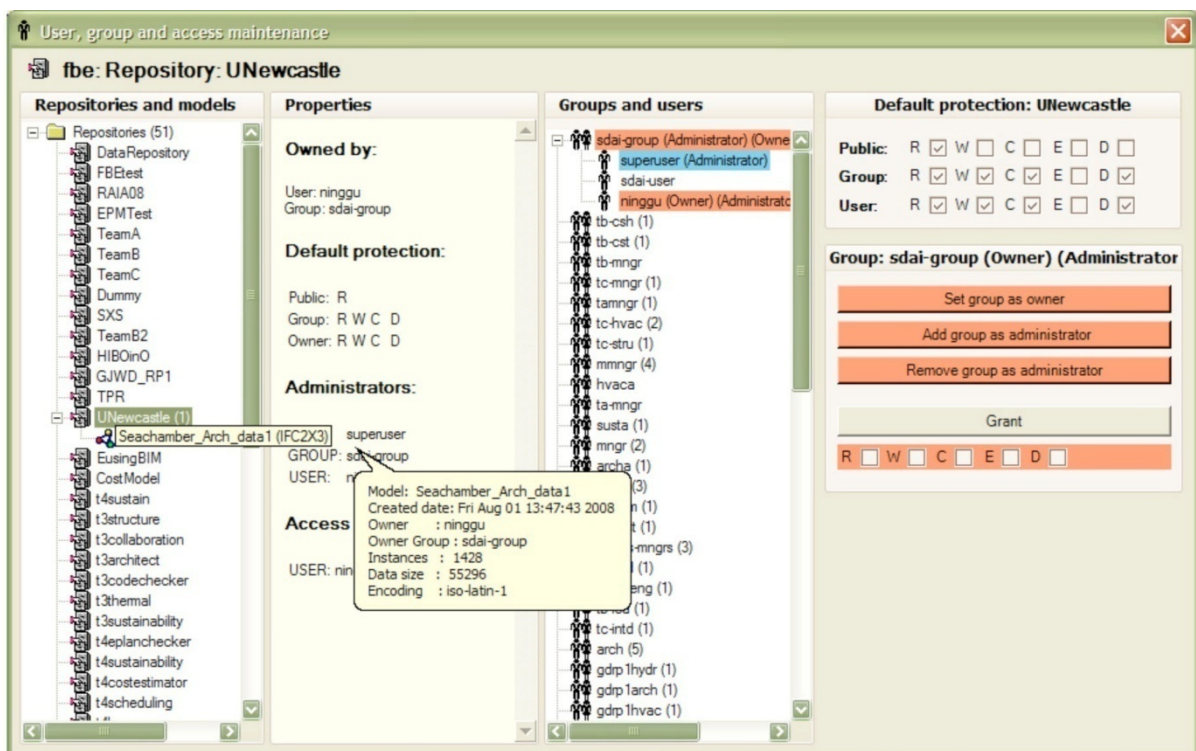 User, group and access maintenance
fbe: Repository: UNewcastle
Repositories and models
Repositories (51)
DataRepository
FBEtest
RAIA08
EPMTest
TeamA
TeamB
TeamC
Dummy
SXS
TeamB2
HIBOinO
GJWD_RP1
TPR
UNewcastle (1)
Seachamber_Arch_data1 (IFC2X3)
EusingBIM
CostModel
t4sustain
t3structure
t3collaboration
t3architect
t3codechecker
t3thermal
t3sustainability
t4eplanchecker
t4sustainability
t4costestimator
t4scheduling
Properties
Owned by:
User: ninggu
Group: sdai-group
Default protection:
Public: R
Group: R W C D
Owner: R W C D
Administrators:
superuser
GROUP: sdai-group
USER:
Access
USER: nin
Model: Seachamber_Arch_data1
Created date: Fri Aug 01 13:47:43 2008
Owner : ninggu
Owner Group : sdai-group
Instances : 1428
Data size : 55296
Encoding : iso-latin-1
Groups and users
sdai-group (Administrator) (Owne
superuser (Administrator)
sdai-user
ninggu (Owner) (Administrato
tb-csh (1)
tb-cst (1)
tb-mngr
tc-mngr (1)
tamngr (1)
tc-hvac (2)
tc-stru (1)
mmngr (4)
hvaca
ta-mngr
susta (1)
mngr (2)
archa (1)
(3)
(1)
(1)
-mngrs (3)
(1)
eng (1)
(1)
tc-intd (1)
arch (5)
gdrp1hydr (1)
gdrp1arch (1)
gdrp1hvac (1)
Default protection: UNewcastle
Public: R W C E D
Group: R W C E D
User: R W C E D
Group: sdai-group (Owner) (Administrator
Set group as owner
Add group as administrator
Remove group as administrator
Grant
R W C E D